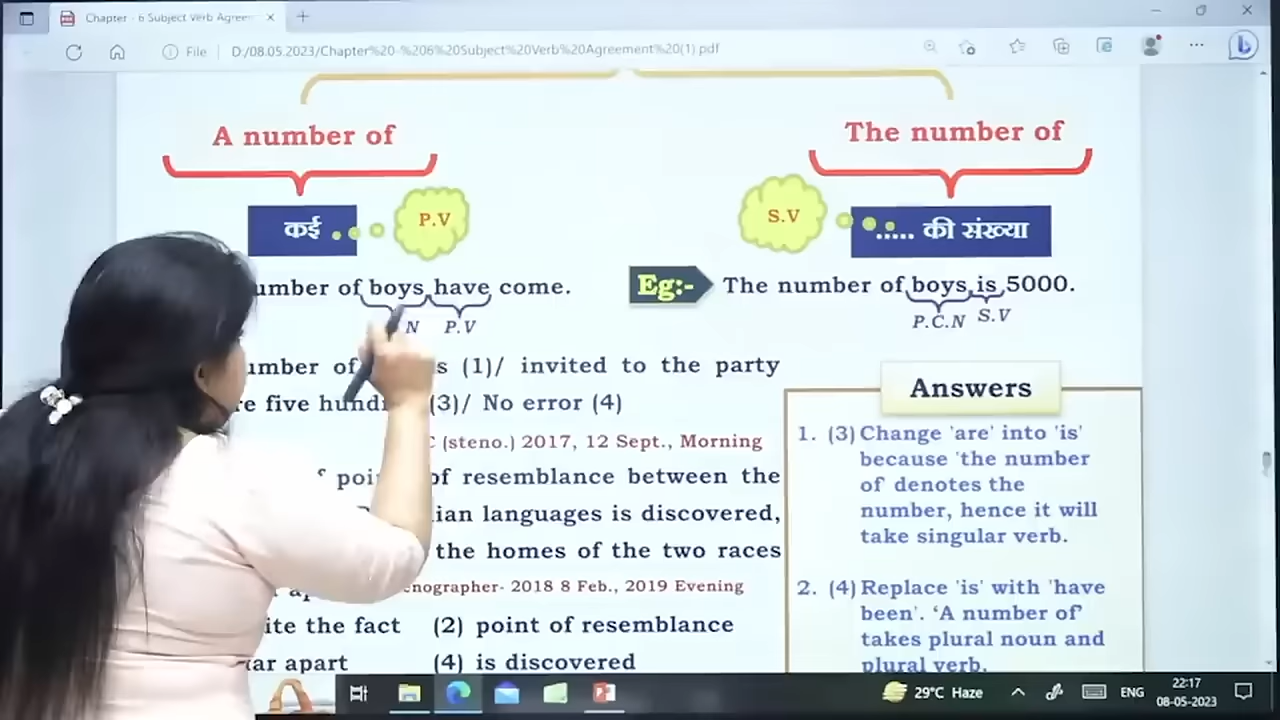 Chapter - 6 Subject Verb Agreem
File
D:/08.05.2023/Chapter%20-%206%20Subject%20Verb%20Agreement%20(1).pdf
A number of
The number of
कई
P.V
S.V
..... की संख्या
umber of boys have come.
N P.V
Eg:-
The number of boys is 5000.
P.C.N S.V
umber of s (1)/ invited to the party
re five hund (3)/ No error (4)
(steno.) 2017, 12 Sept., Morning
poi of resemblance between the
ian languages is discovered,
the homes of the two races
nographer- 2018 8 Feb., 2019 Evening
ite the fact (2) point of resemblance
ar apart (4) is discovered
Answers
1. (3) Change 'are' into 'is'
because 'the number
of' denotes the
number, hence it will
take singular verb.
2. (4) Replace 'is' with 'have
been'. 'A number of'
takes plural noun and
plural verb.
29°C Haze
ENG
22:17
08-05-2023